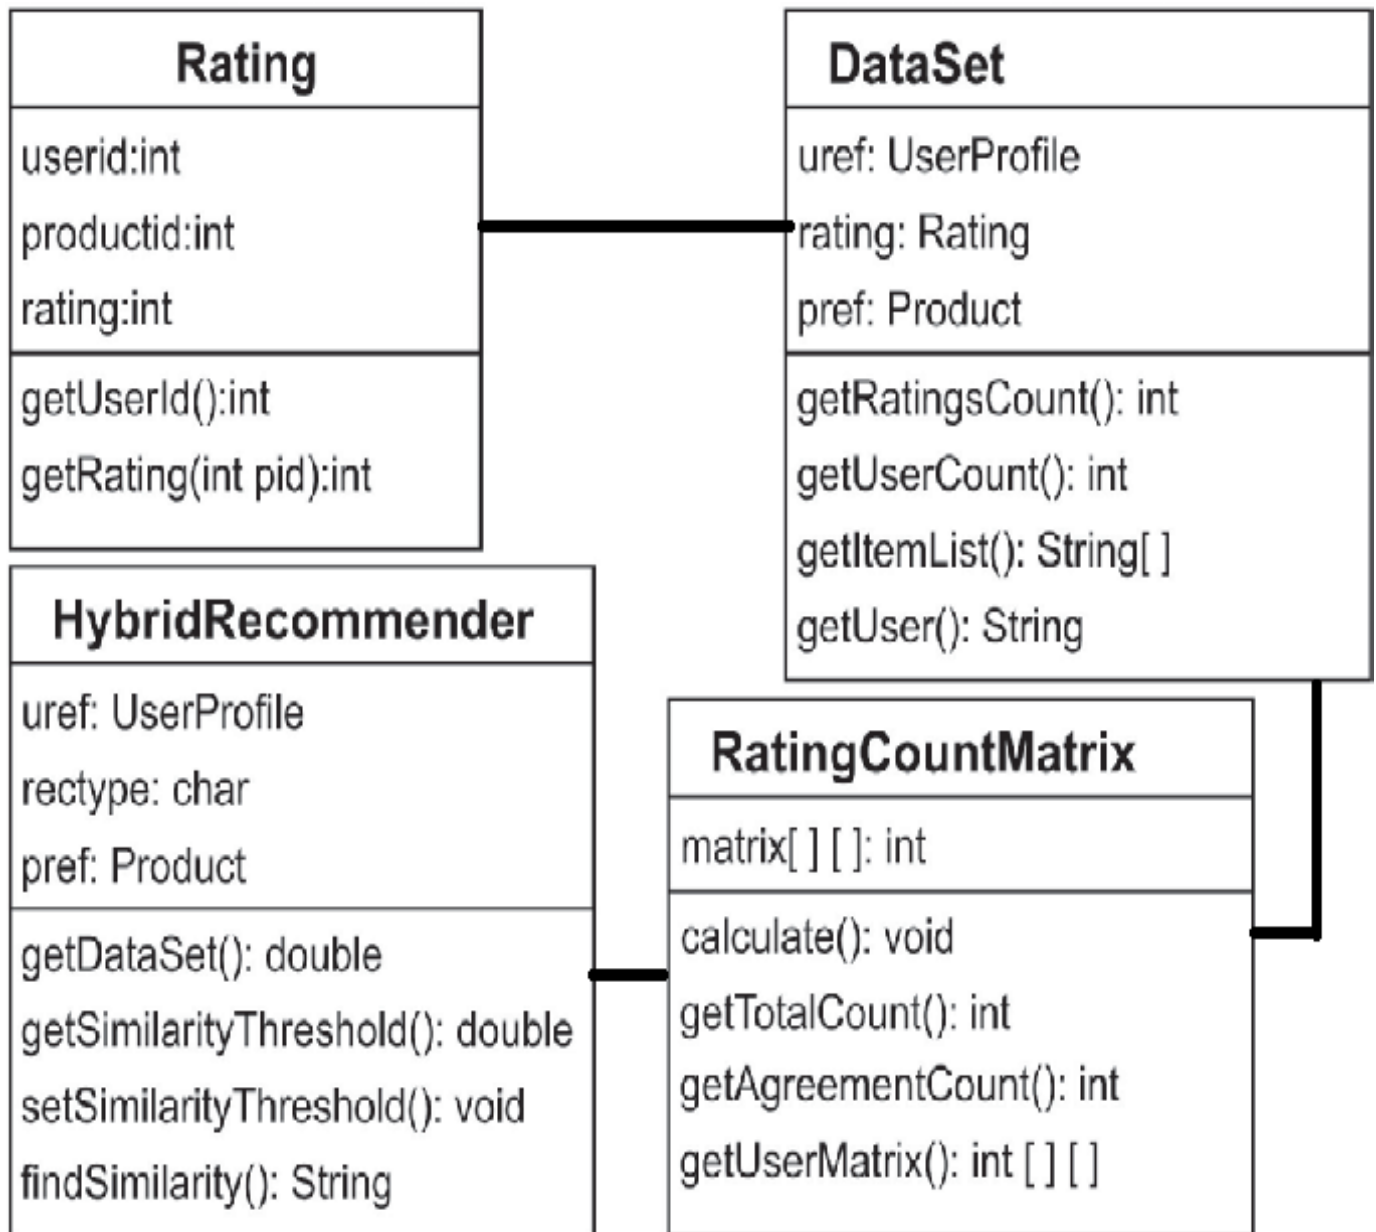 Rating
userid:int
productid:int
rating:int
getUserId():int
getRating(int pid):int
DataSet
uref: UserProfile
rating: Rating
pref: Product
getRatingsCount(): int
getUserCount(): int
getItemList(): String[ ]
getUser(): String
HybridRecommender
uref: UserProfile
rectype: char
pref: Product
getDataSet(): double
getSimilarityThreshold(): double
setSimilarityThreshold(): void
findSimilarity(): String
RatingCountMatrix
matrix[ ] [ ]: int
calculate(): void
getTotalCount(): int
getAgreementCount(): int
getUserMatrix(): int [ ] [ ]